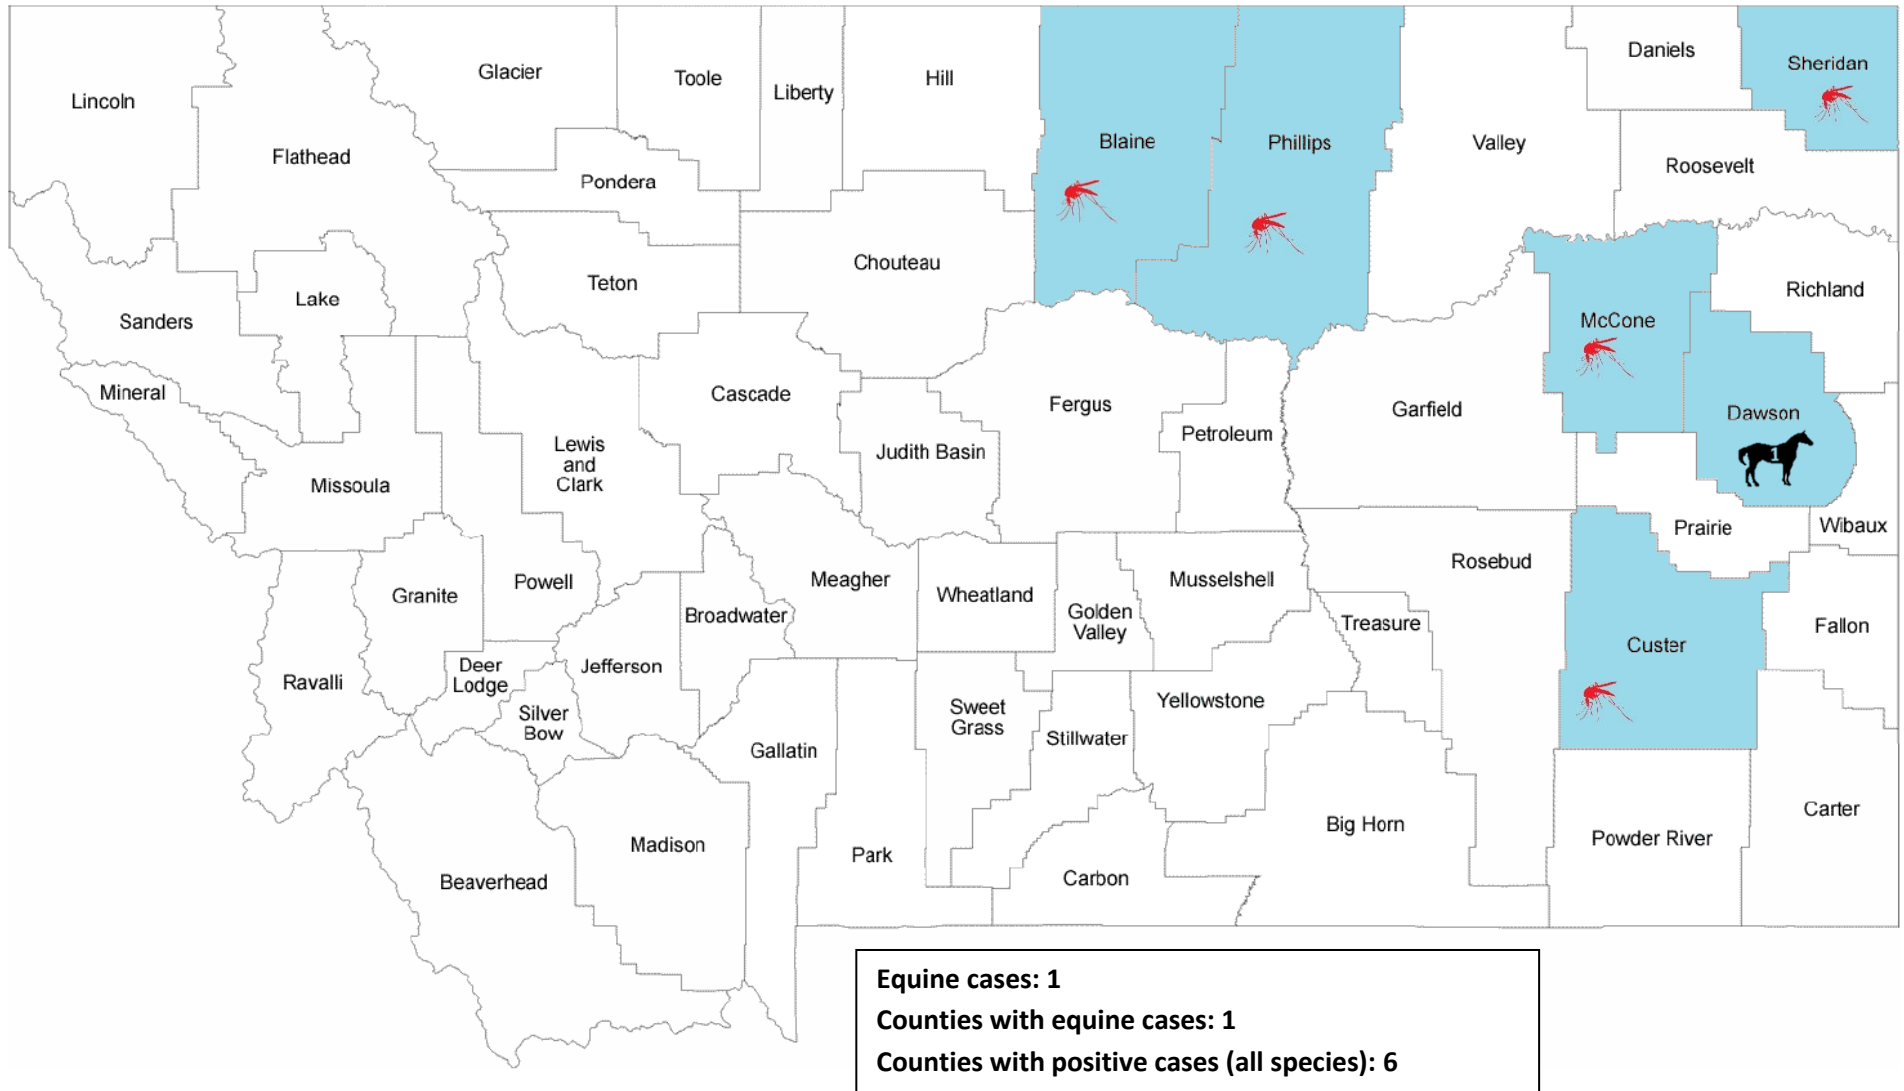 Lincoln
Flathead
Glacier
Toole
Liberty
Hill
Blaine
Phillips
Valley
Daniels
Sheridan
Roosevelt
Pondera
Teton
Chouteau
Lake
Sanders
Mineral
Missoula
Cascade
Judith Basin
Fergus
Petroleum
Garfield
McCone
Richland
Dawson
1
Lewis
and
Clark
Powell
Granite
Ravalli
Deer
Lodge
Silver
Bow
Jefferson
Broadwater
Meagher
Wheatland
Golden
Valley
Musselshell
Rosebud
Treasure
Prairie
Wibaux
Custer
Fallon
Beaverhead
Madison
Gallatin
Park
Sweet
Grass
Stillwater
Yellowstone
Carbon
Big Horn
Powder River
Carter
Equine cases: 1
Counties with equine cases: 1
Counties with positive cases (all species): 6